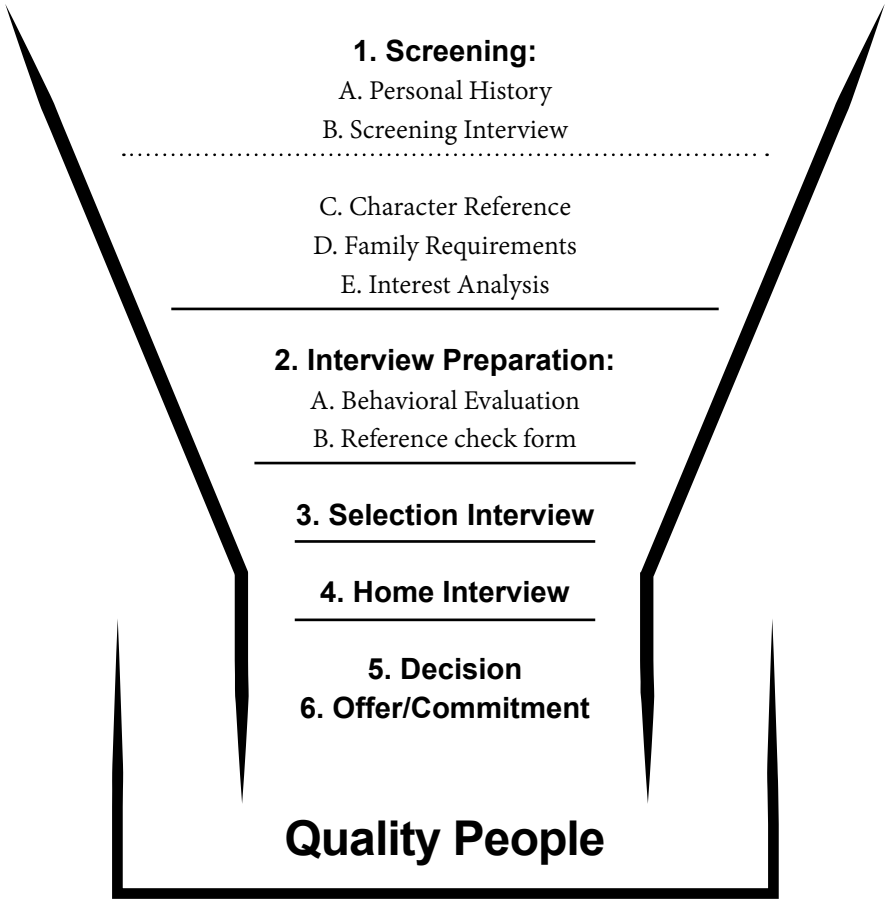 1. Screening:
A. Personal History
B. Screening Interview
C. Character Reference
D. Family Requirements
E. Interest Analysis
2. Interview Preparation:
A. Behavioral Evaluation
B. Reference check form
3. Selection Interview
4. Home Interview
5. Decision
6. Offer/Commitment
Quality People